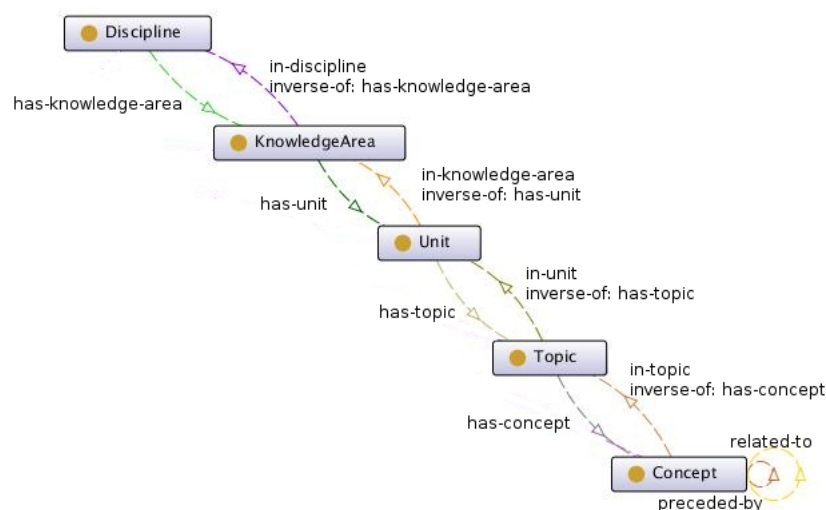 Discipline
in-discipline
inverse-of: has-knowledge-area
has-knowledge-area
KnowledgeArea
in-knowledge-area
inverse-of: has-unit
has-unit
Unit
in-unit
inverse-of: has-topic
has-topic
Topic
in-topic
inverse-of: has-concept
has-concept
related-to
Concept
preceded-by